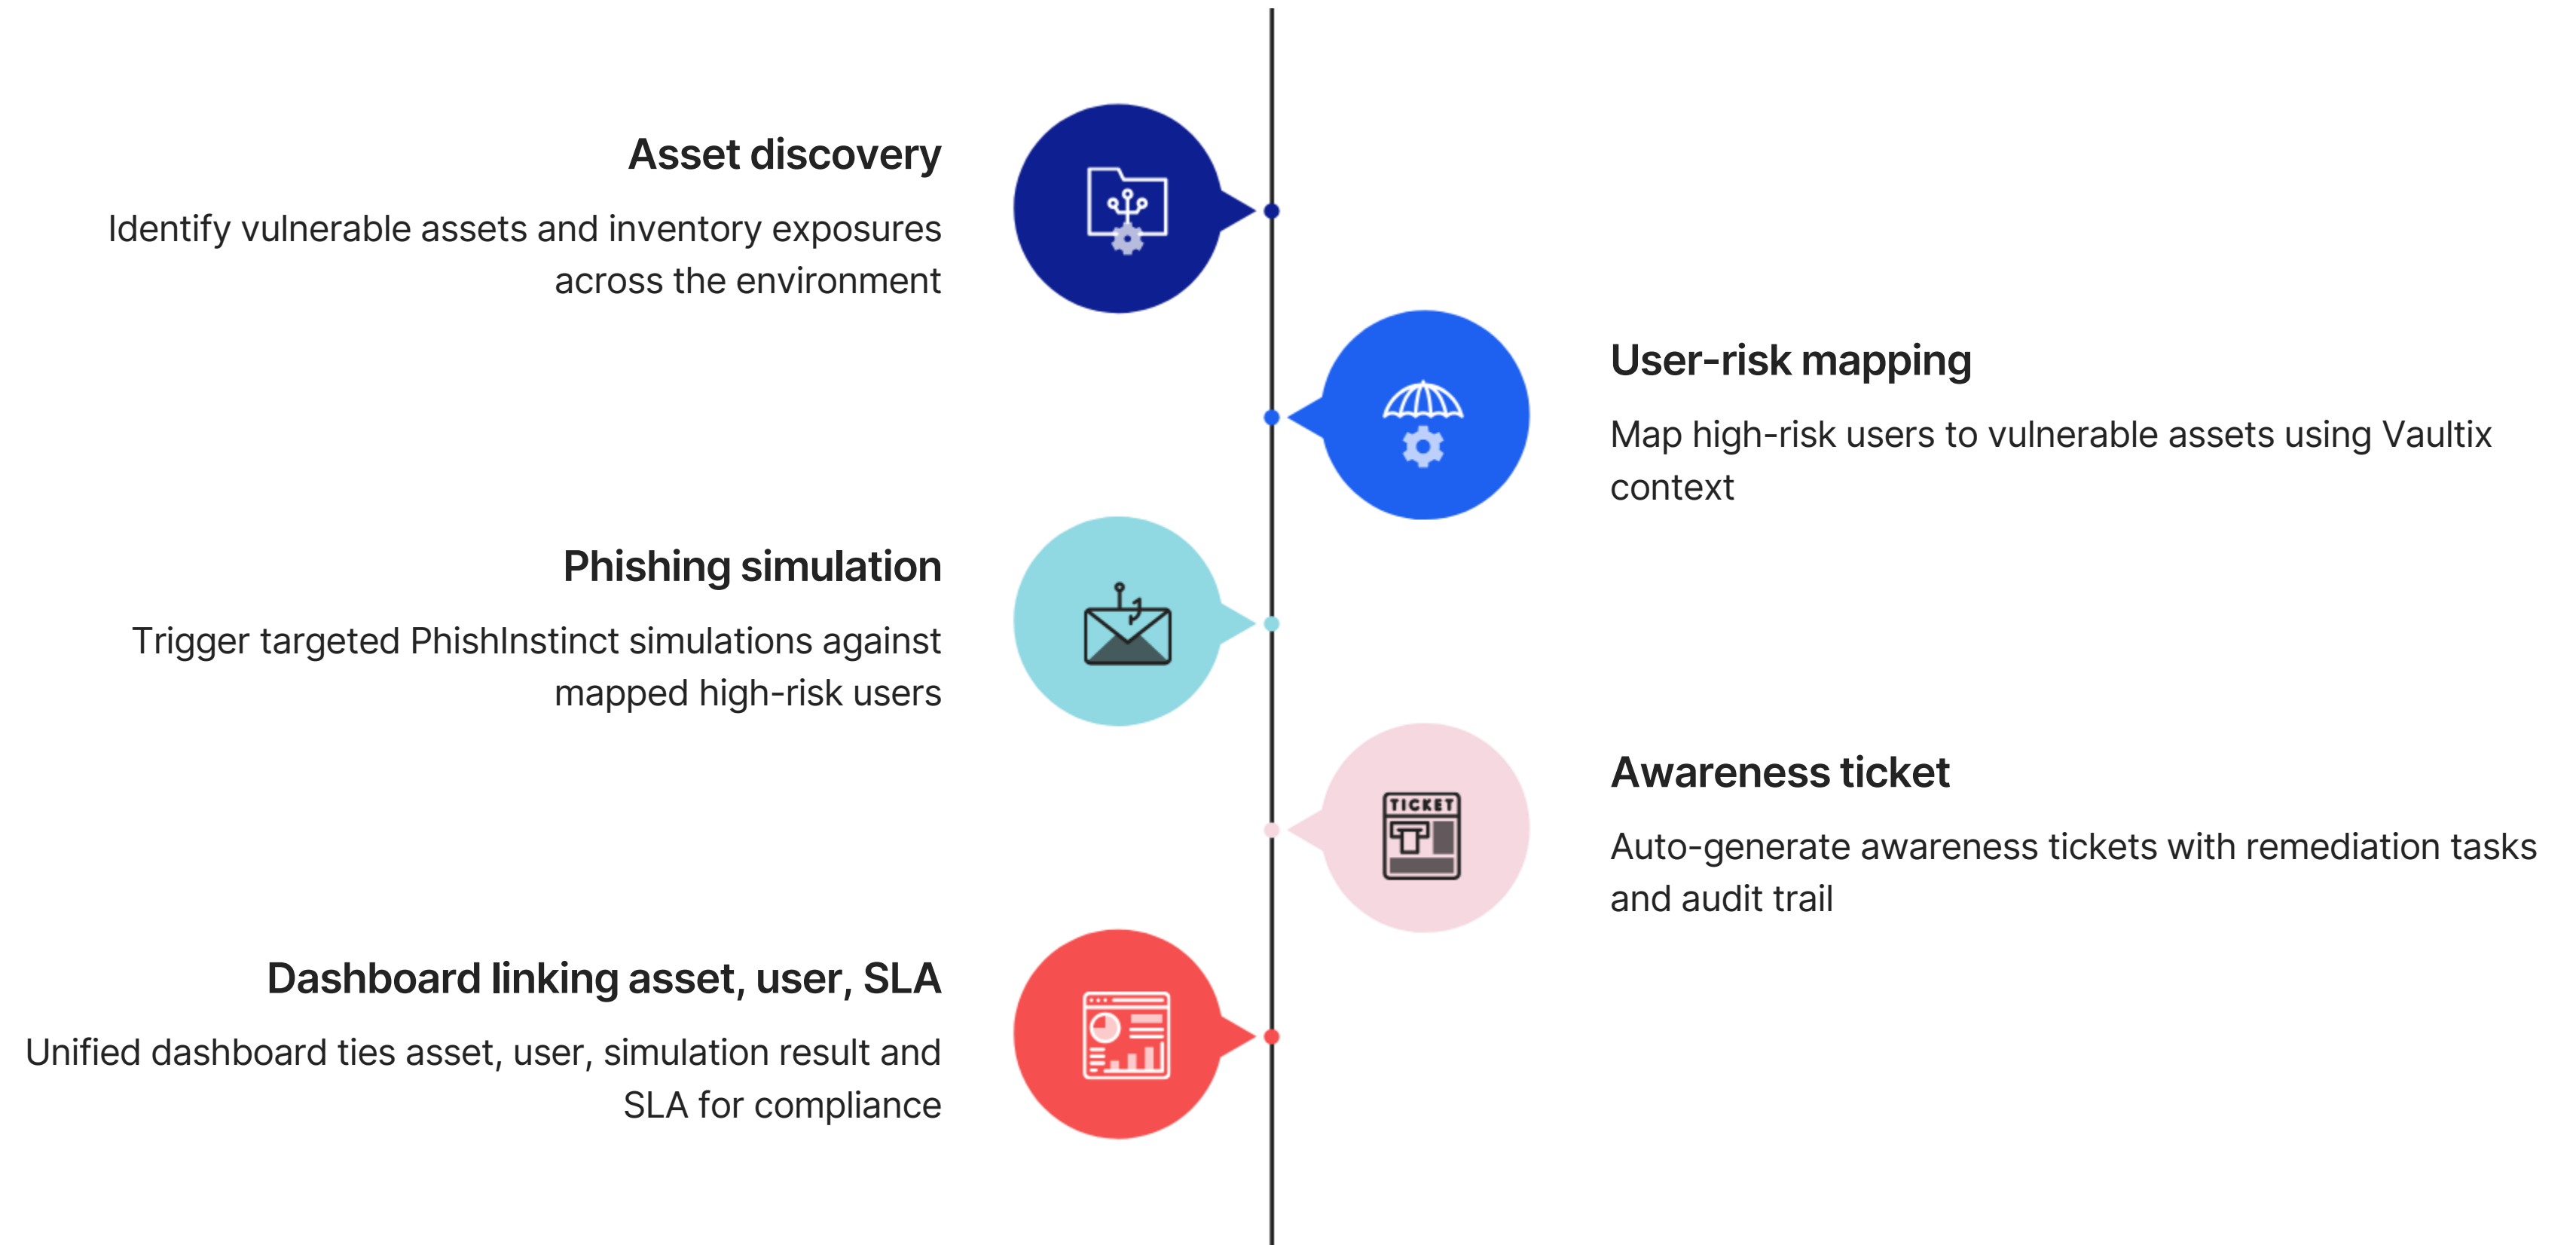 Asset discovery
Identify vulnerable assets and inventory exposures
across the environment
User-risk mapping
Map high-risk users to vulnerable assets using Vaultix
context
Phishing simulation
Trigger targeted PhishInstinct simulations against
mapped high-risk users
TICKET
Awareness ticket
Auto-generate awareness tickets with remediation tasks
and audit trail
Dashboard linking asset, user, SLA
Unified dashboard ties asset, user, simulation result and
SLA for compliance